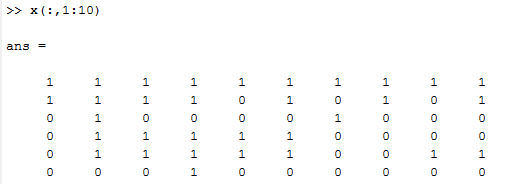 >> x(:,1:10)
ans =
1 1 1 1 1 1 1 1 1 1
1 1 1 1 0 1 0 1 0 1
0 1 0 0 0 0 1 0 0 0
0 1 1 1 1 1 0 0 0 0
0 1 1 1 1 1 0 0 1 1
0 0 0 1 0 0 0 0 0 0